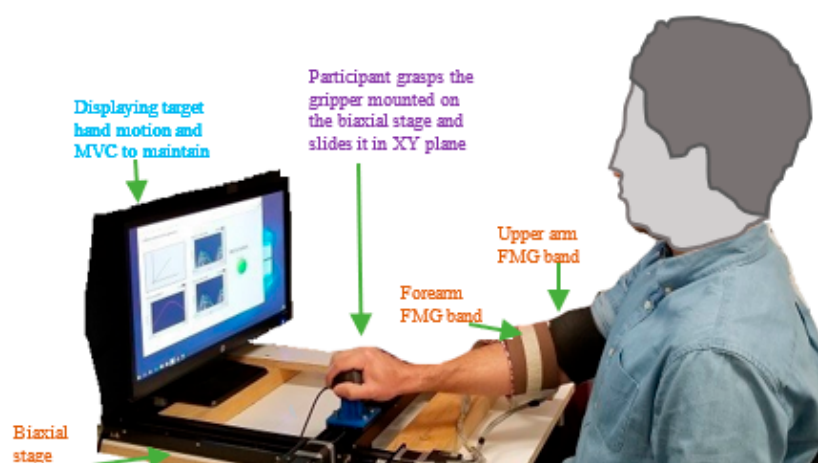 Participant grasps the
gripper mounted on
the biaxial stage and
slides it in XY plane
Displaying target
hand motion and
MVC to maintain
Upper arm
FMG band
Forearm
FMG band
Biaxial
stage